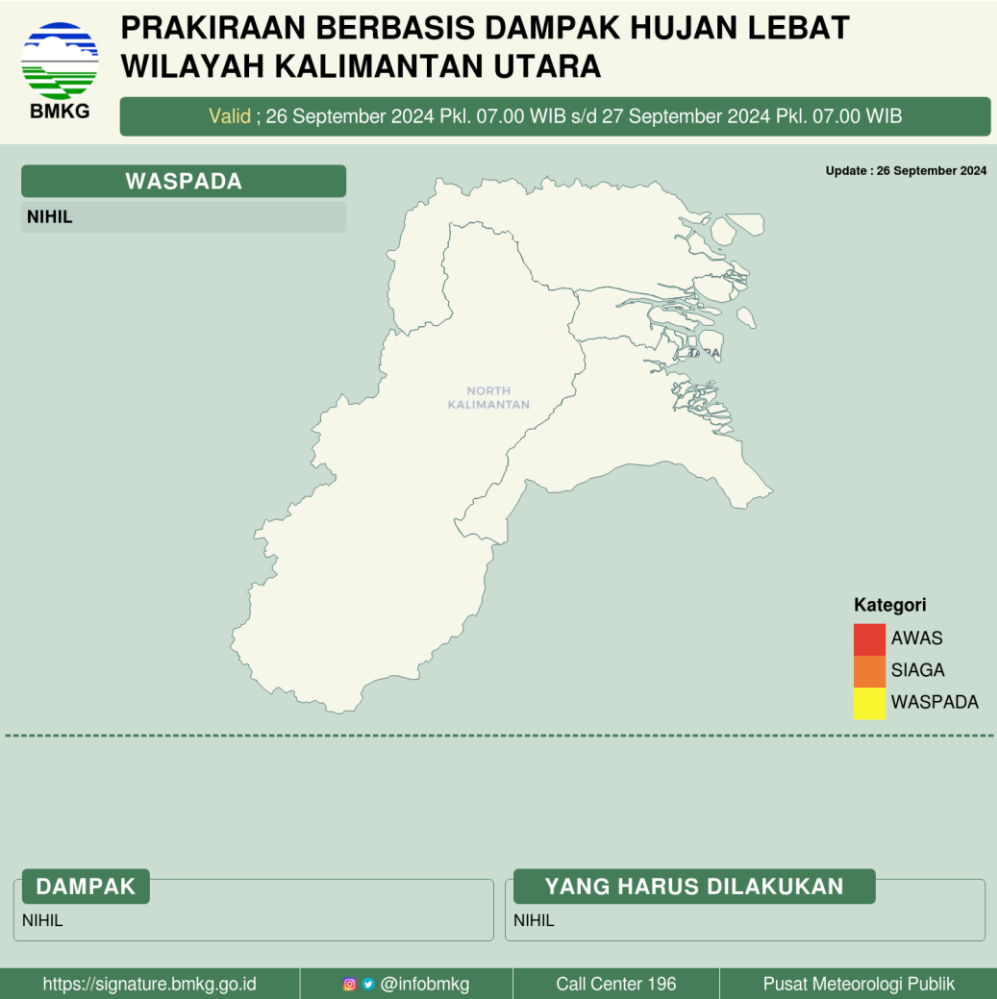 PRAKIRAAN BERBASIS DAMPAK HUJAN LEBAT
WILAYAH KALIMANTAN UTARA
BMKG
Valid ; 26 September 2024 Pkl. 07.00 WIB s/d 27 September 2024 Pkl. 07.00 WIB
Update : 26 September 2024
WASPADA
NIHIL
NORTH
KALIMANTAN
Kategori
AWAS
SIAGA
WASPADA
DAMPAK
NIHIL
YANG HARUS DILAKUKAN
NIHIL
https://signature.bmkg.go.id
@infobmkg
Call Center 196
Pusat Meteorologi Publik